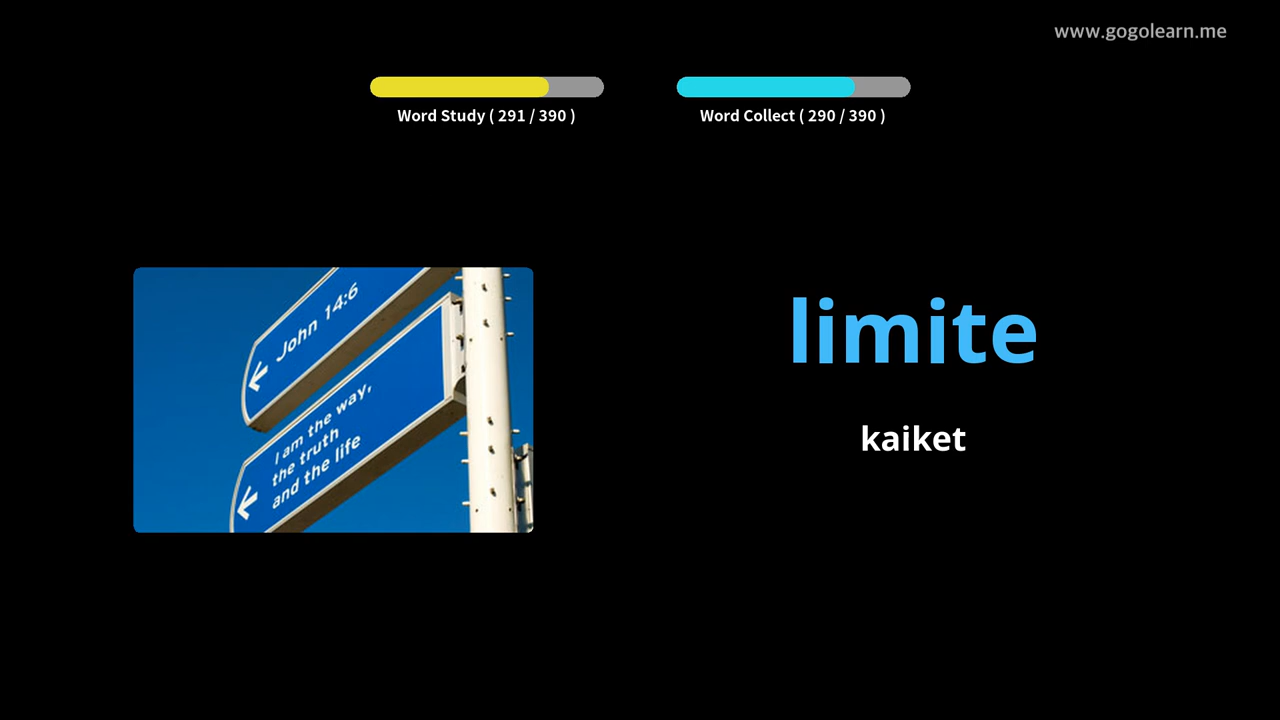 www.gogolearn.me
Word Study ( 291 / 390 )
Word Collect ( 290 / 390 )
John 14:6
I am the way,
the truth
and the life
limite
kaiket